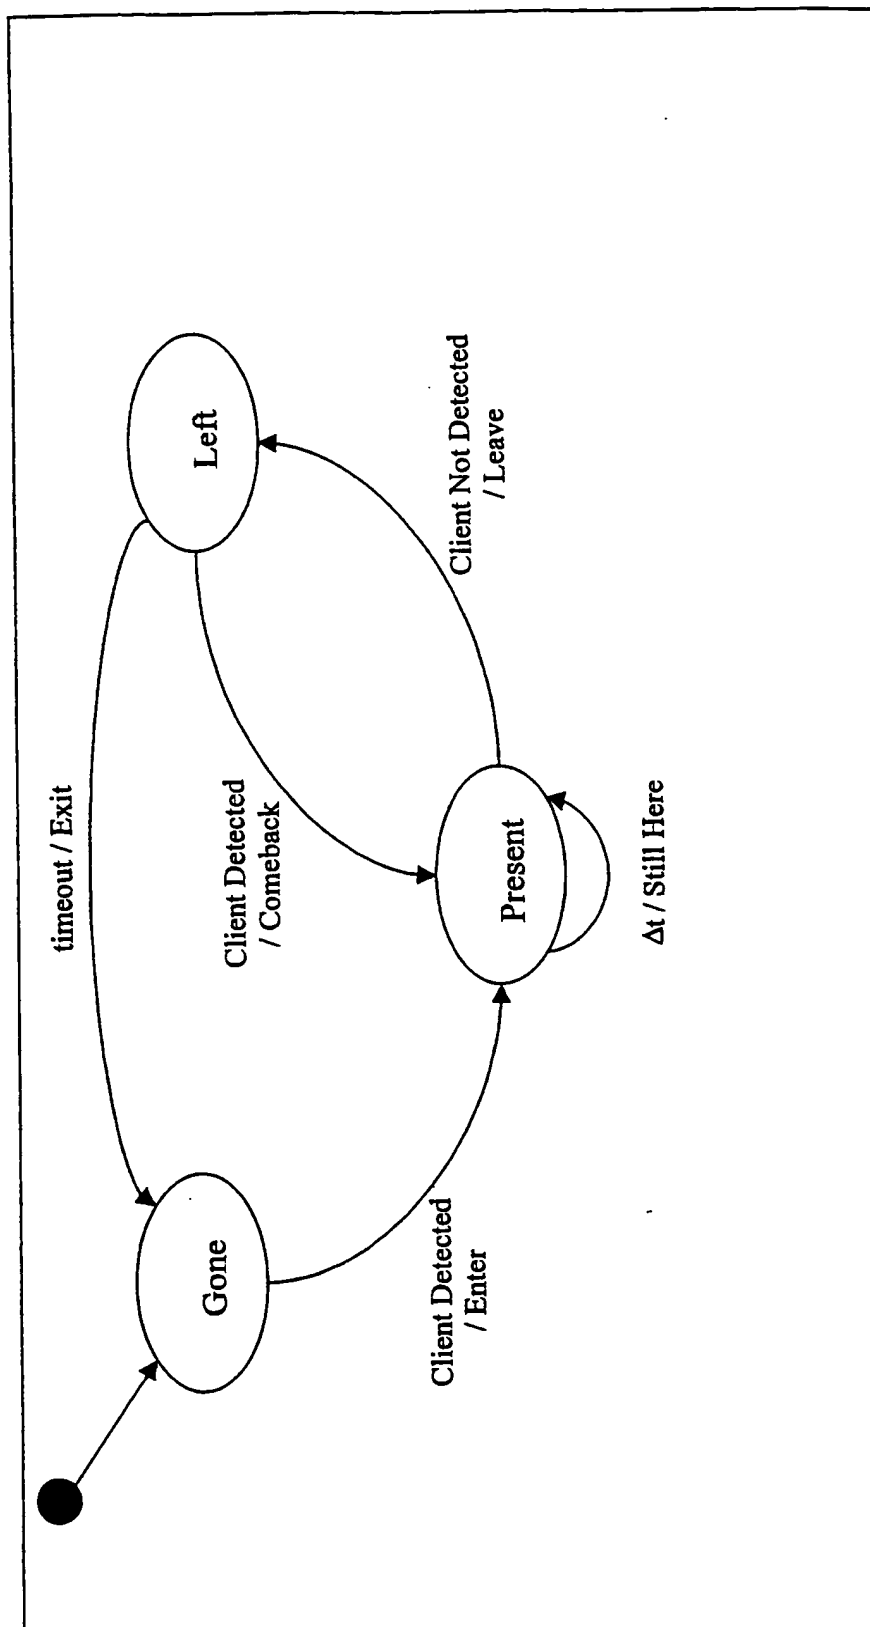 timeout / Exit
Client Detected
/ Comeback
Left
Gone
Present
Client Detected
/ Enter
Client Not Detected
/ Leave
Δt / Still Here